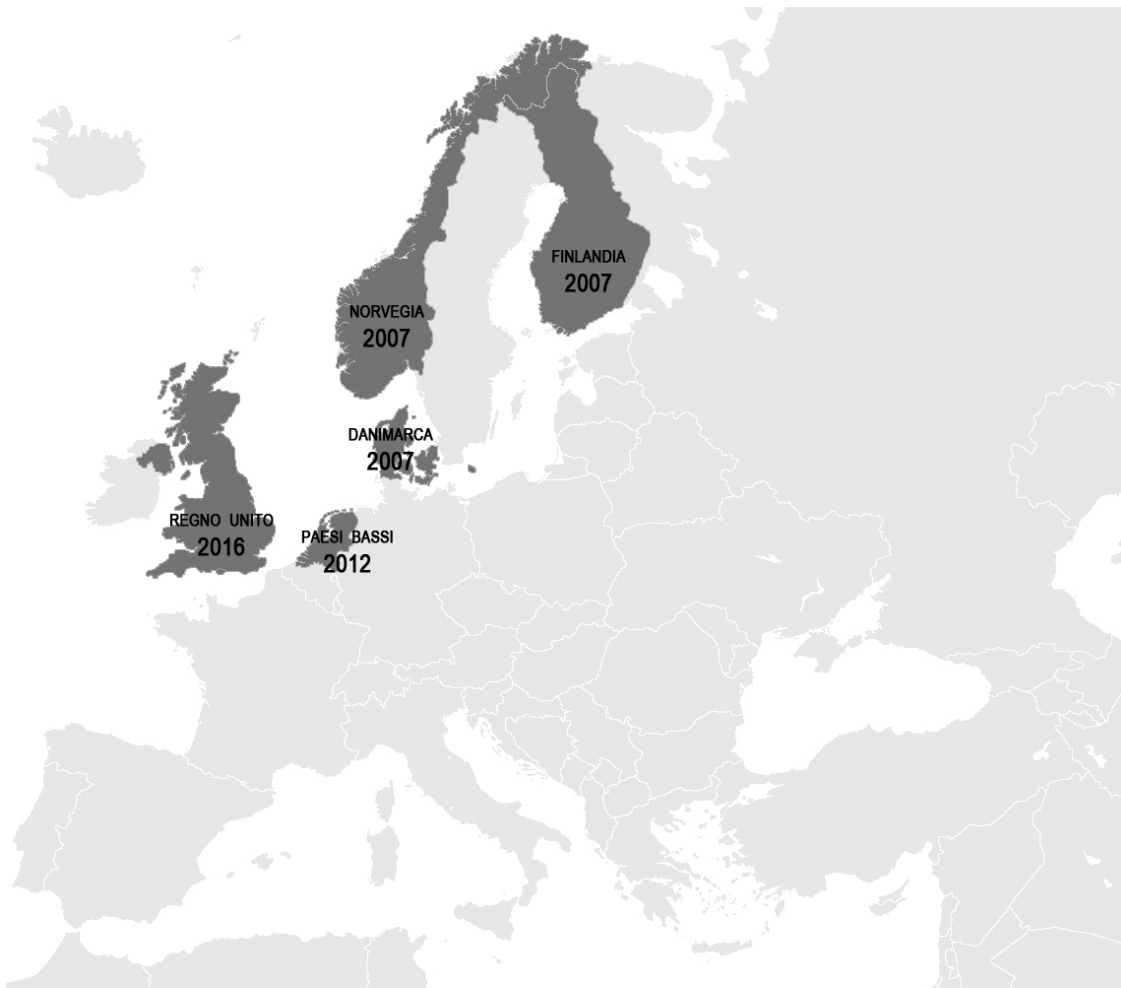 FINLANDIA
2007
NORVEGIA
2007
DANIMARCA
2007
REGNO UNITO
2016
PAESI BASSI
2012